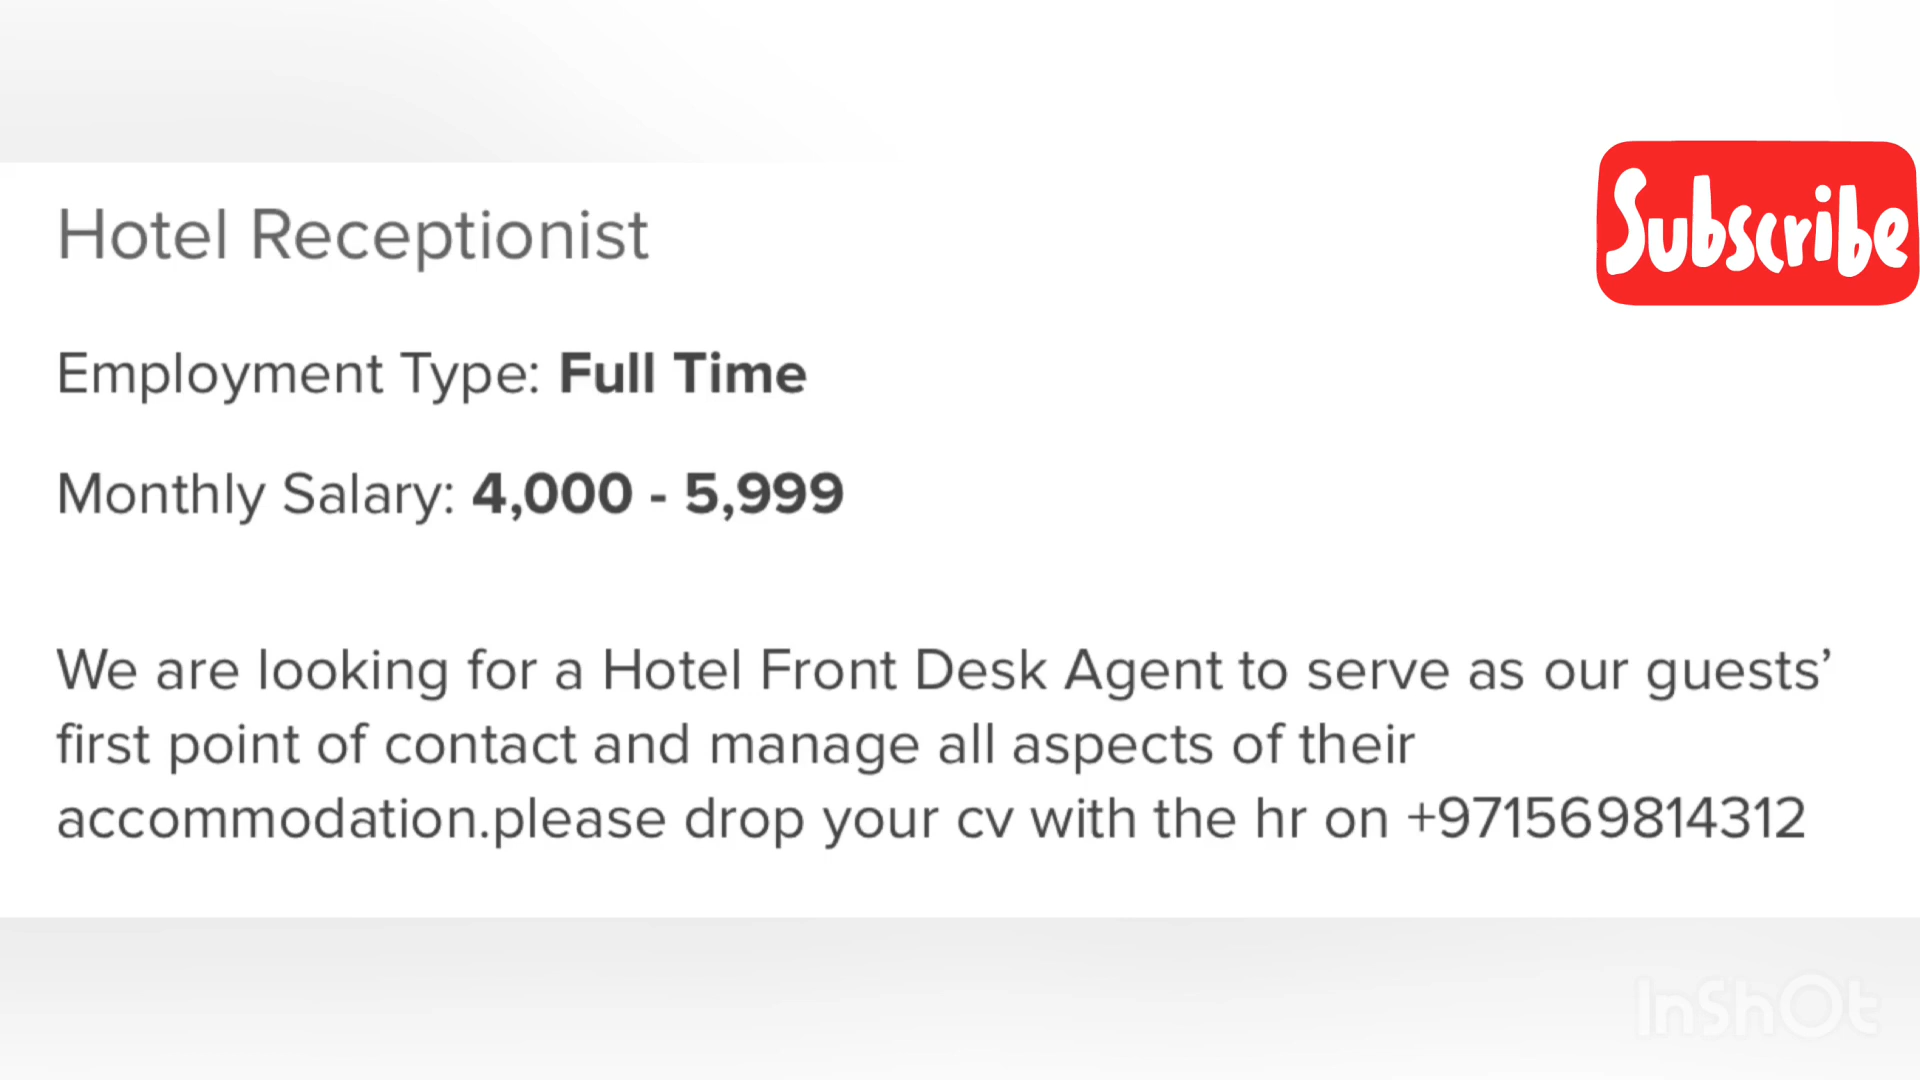 Hotel Receptionist
Subscribe
Employment Type: Full Time
Monthly Salary: 4,000 - 5,999
We are looking for a Hotel Front Desk Agent to serve as our guests’
first point of contact and manage all aspects of their
accommodation.please drop your cv with the hr on +971569814312
InShOt